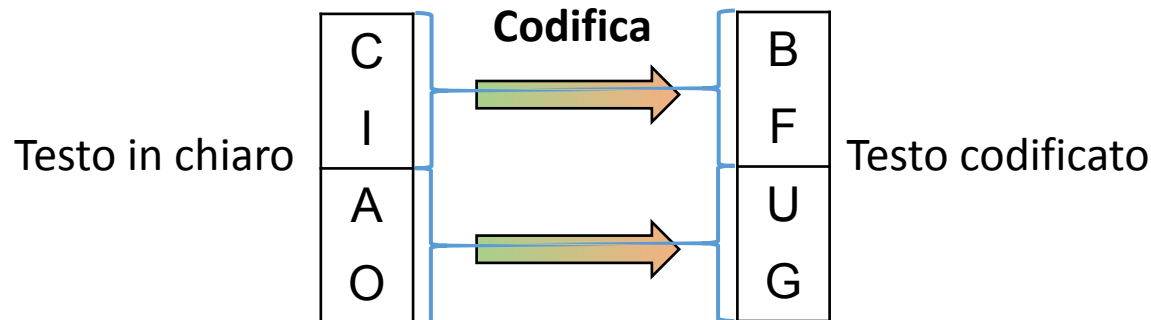 Codifica
Testo in chiaro
C
I
A
O
B
F
U
G
Testo codificato